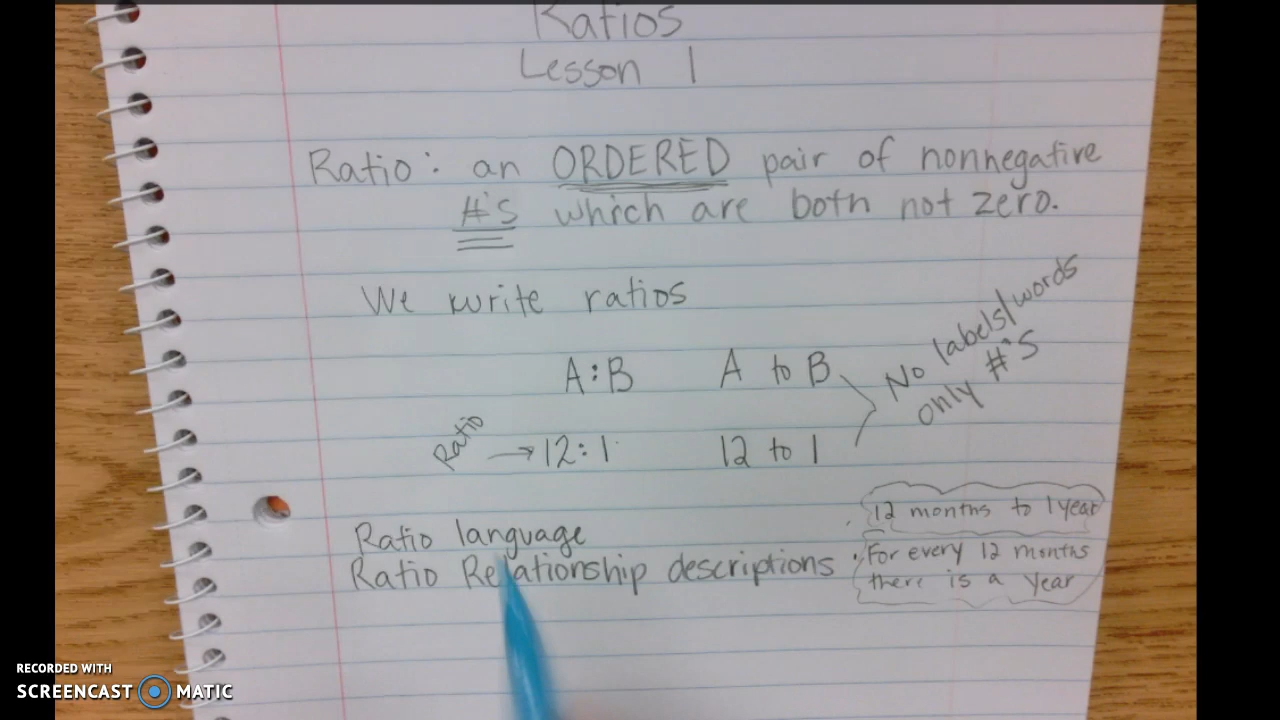 Ratios
Lesson 1
Ratio: an ORDERED pair of nonnegative
#'s which are both not zero.
We write ratios
A:B A to B
No labels/words
only #'s
Ratio → 12:1 12 to 1
Ratio language
Ratio Relationship descriptions :
12 months to 1 year
For every 12 months
there is a year
RECORDED WITH
SCREENCAST MATIC